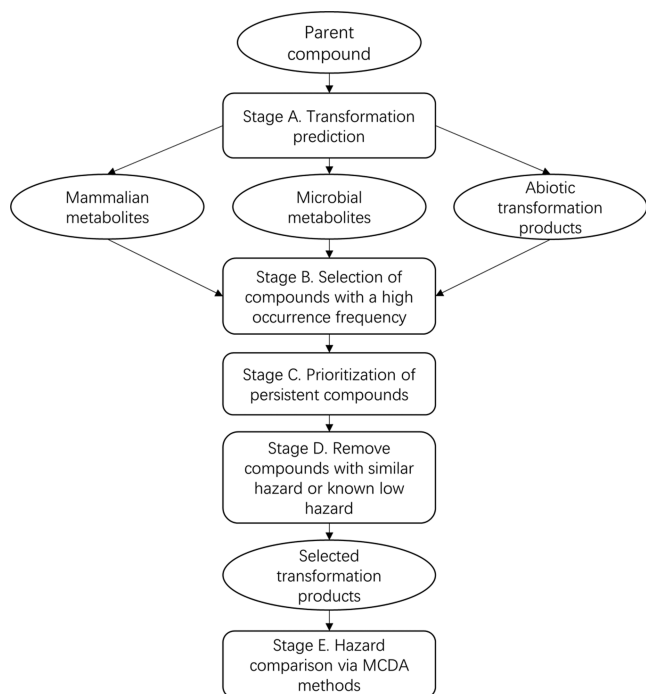 Parent
compound
Stage A. Transformation
prediction
Mammalian
metabolites
Microbial
metabolites
Abiotic
transformation
products
Stage B. Selection of
compounds with a high
occurrence frequency
Stage C. Prioritization of
persistent compounds
Stage D. Remove
compounds with similar
hazard or known low
hazard
Selected
transformation
products
Stage E. Hazard
comparison via MCDA
methods